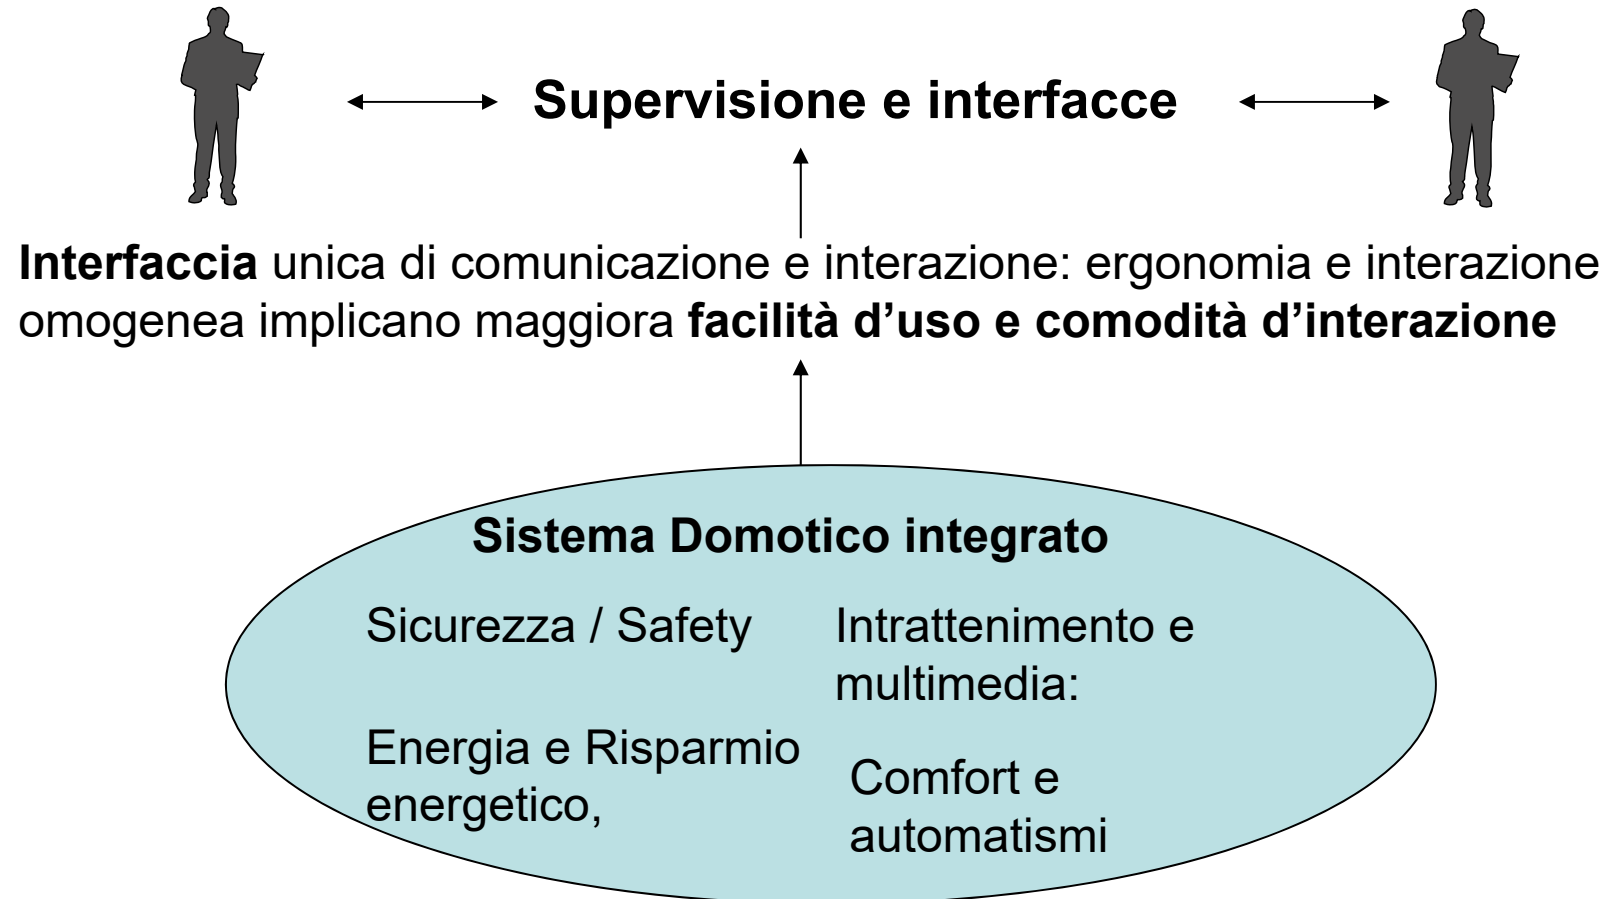 Supervisione e interfacce
Interfaccia unica di comunicazione e interazione: ergonomia e interazione
omogenea implicano maggiora facilità d’uso e comodità d’interazione
Sistema Domotico integrato
Sicurezza / Safety
Intrattenimento e
multimedia:
Energia e Risparmio
energetico,
Comfort e
automatismi